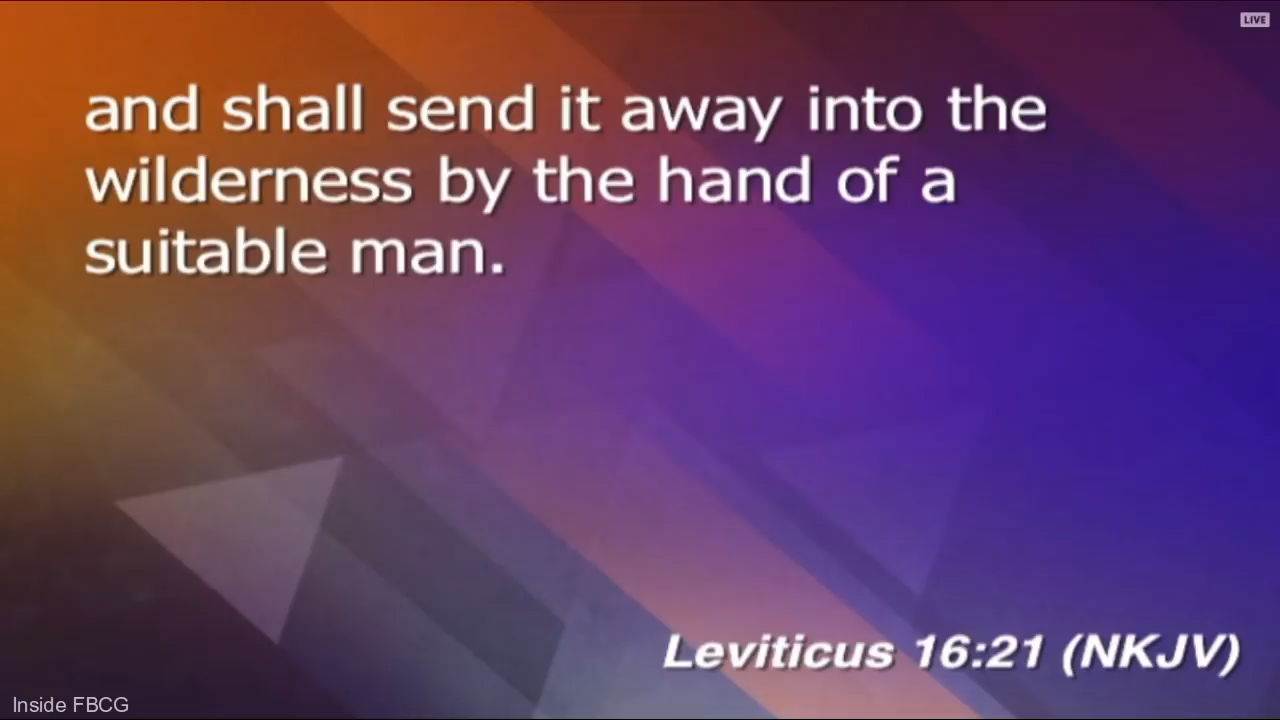 LIVE
and shall send it away into the
wilderness by the hand of a
suitable man.
Leviticus 16:21 (NKJV)
Inside FBCG